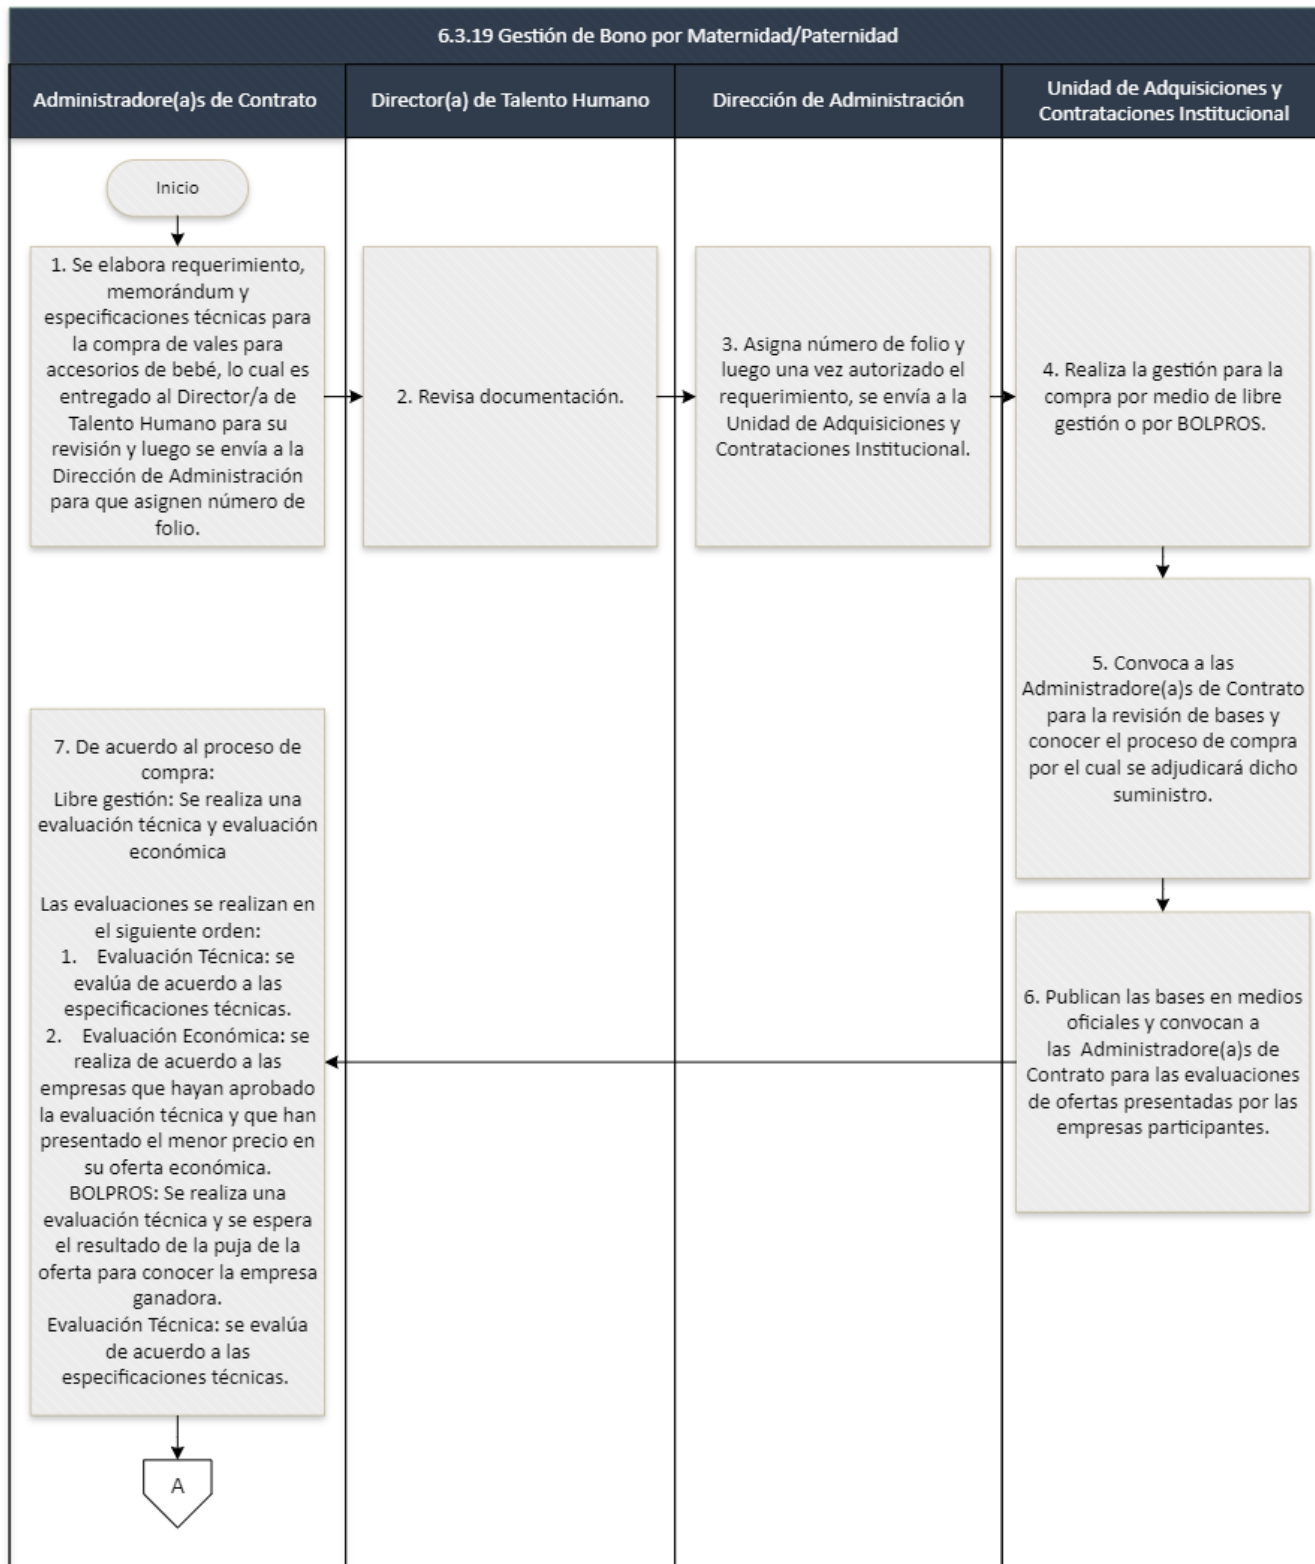 6.3.19 Gestión de Bono por Maternidad/Paternidad
Administradore(a)s de Contrato
Director(a) de Talento Humano
Dirección de Administración
Unidad de Adquisiciones y
Contrataciones Institucional
Inicio
1. Se elabora requerimiento,
memorándum y
especificaciones técnicas para
la compra de vales para
accesorios de bebé, lo cual es
entregado al Director/a de
Talento Humano para su
revisión y luego se envía a la
Dirección de Administración
para que asignen número de
folio.
2. Revisa documentación.
3. Asigna número de folio y
luego una vez autorizado el
requerimiento, se envía a la
Unidad de Adquisiciones y
Contrataciones Institucional.
4. Realiza la gestión para la
compra por medio de libre
gestión o por BOLPROS.
5. Convoca a las
Administradore(a)s de Contrato
para la revisión de bases y
conocer el proceso de compra
por el cual se adjudicará dicho
suministro.
6. Publican las bases en medios
oficiales y convocan a
las Administradore(a)s de
Contrato para las evaluaciones
de ofertas presentadas por las
empresas participantes.
7. De acuerdo al proceso de
compra:
Libre gestión: Se realiza una
evaluación técnica y evaluación
económica
Las evaluaciones se realizan en
el siguiente orden:
1. Evaluación Técnica: se
evalúa de acuerdo a las
especificaciones técnicas.
2. Evaluación Económica: se
realiza de acuerdo a las
empresas que hayan aprobado
la evaluación técnica y que han
presentado el menor precio en
su oferta económica.
BOLPROS: Se realiza una
evaluación técnica y se espera
el resultado de la puja de la
oferta para conocer la empresa
ganadora.
Evaluación Técnica: se evalúa
de acuerdo a las
especificaciones técnicas.
A